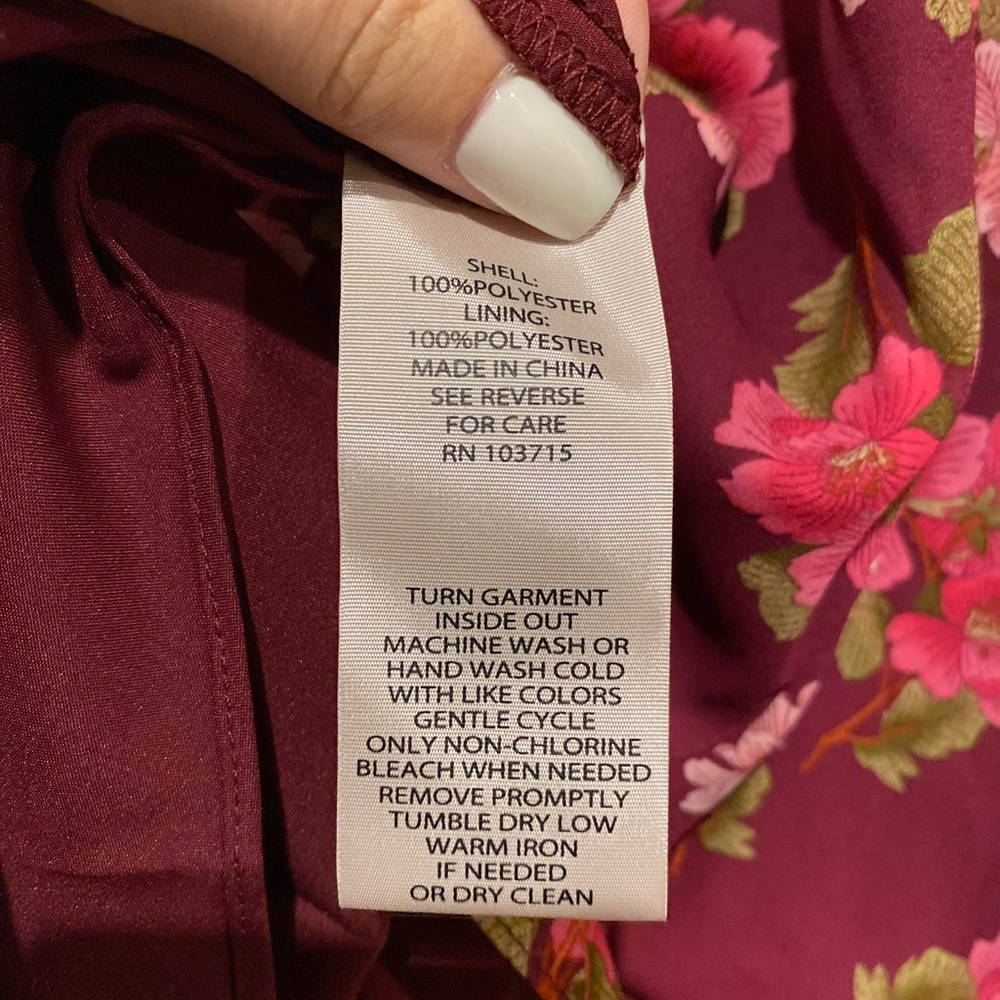 SHELL:
100%POLYESTER
LINING:
100%POLYESTER
MADE IN CHINA
SEE REVERSE
FOR CARE
RN 103715
TURN GARMENT
INSIDE OUT
MACHINE WASH OR
HAND WASH COLD
WITH LIKE COLORS
GENTLE CYCLE
ONLY NON-CHLORINE
BLEACH WHEN NEEDED
REMOVE PROMPTLY
TUMBLE DRY LOW
WARM IRON
IF NEEDED
OR DRY CLEAN